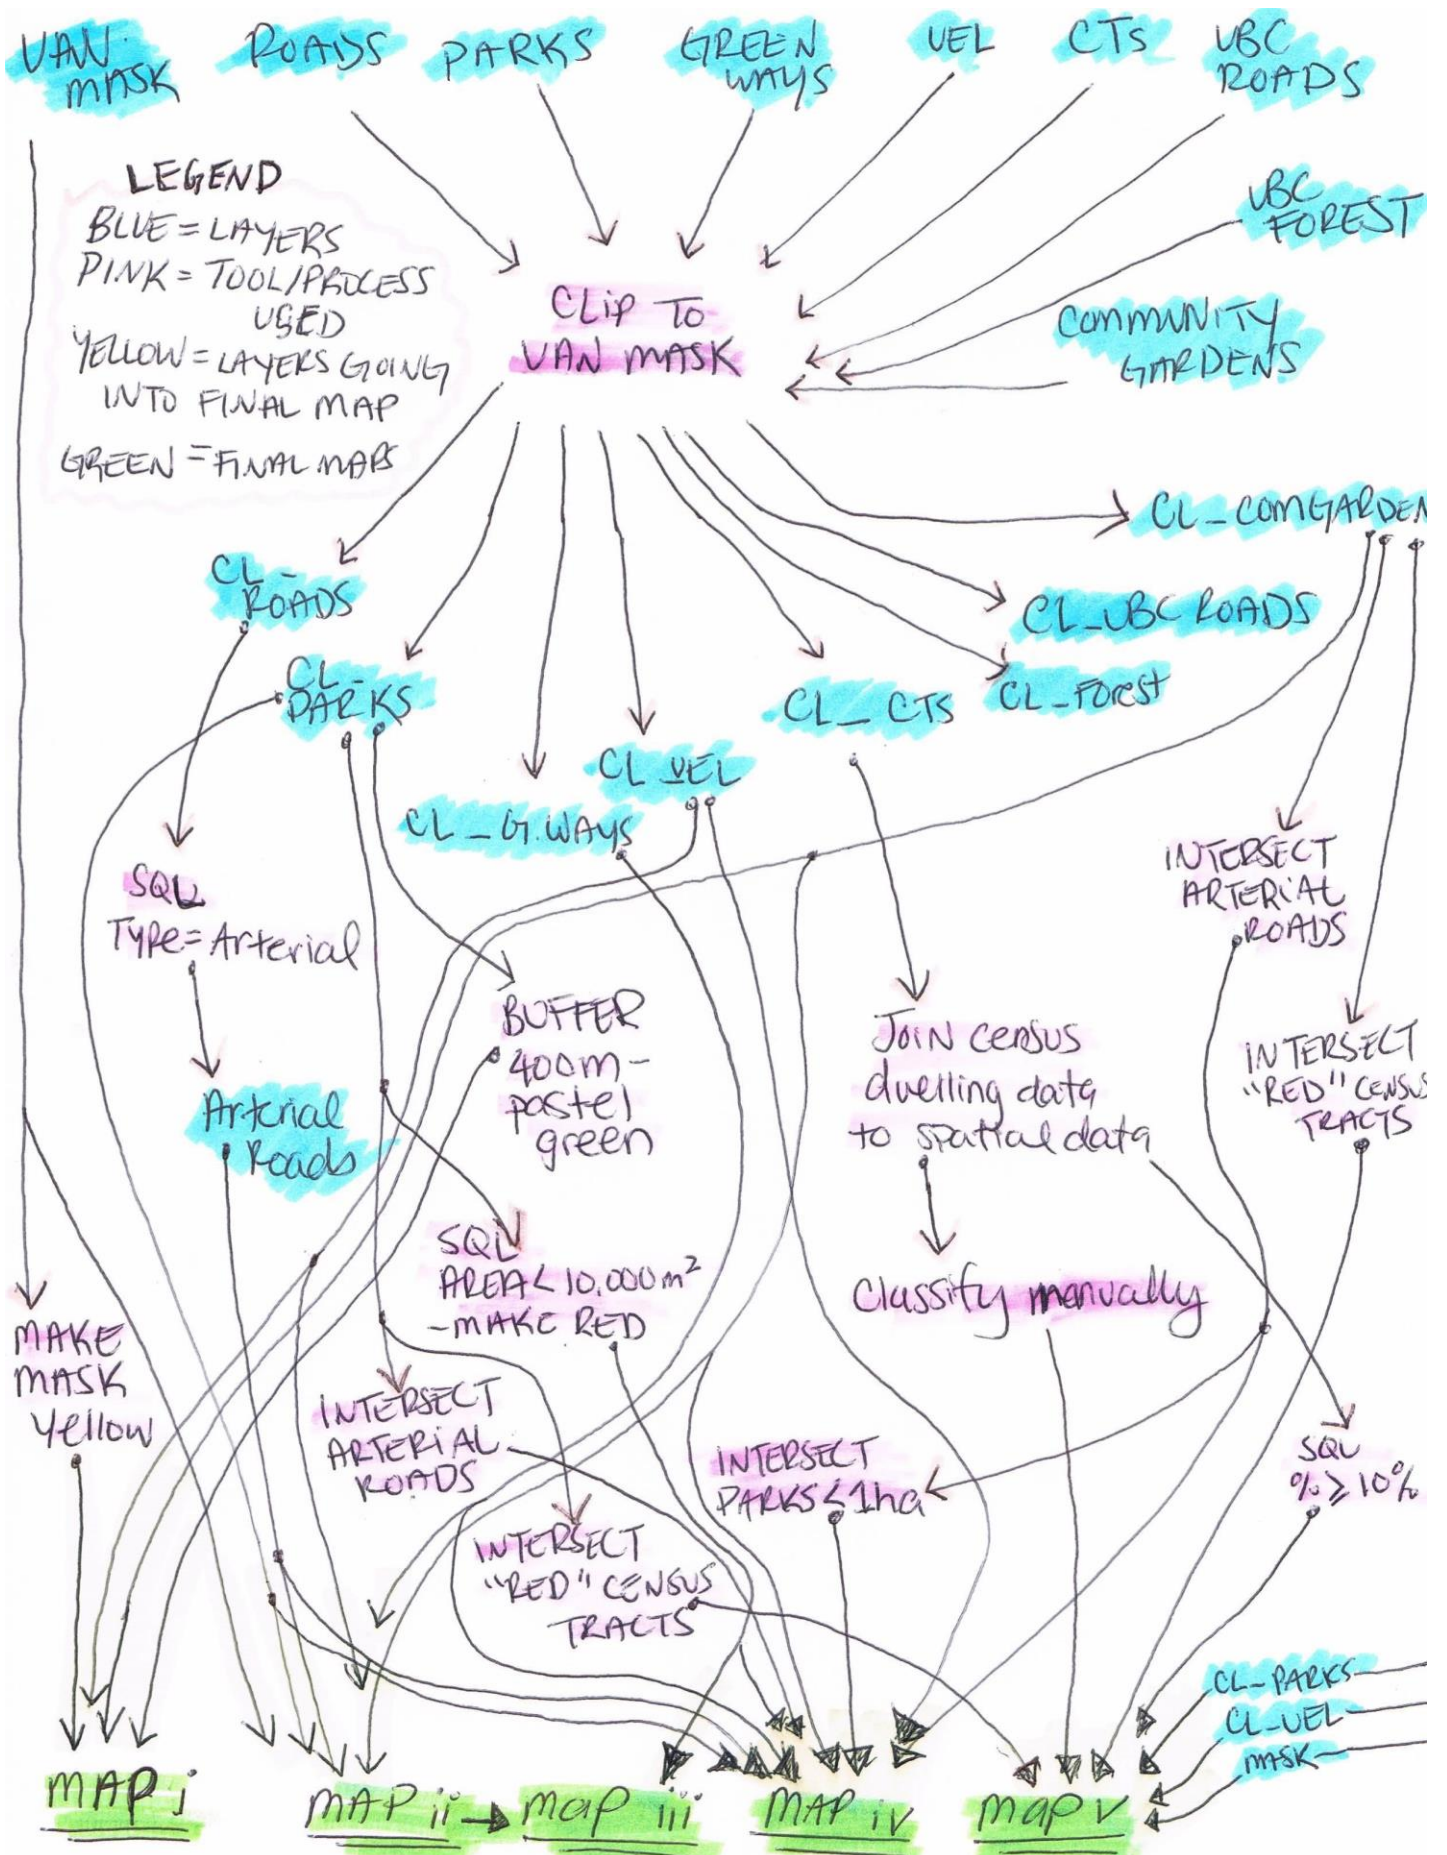 VAN
MASK
ROADS
PARKS
GREEN
WAYS
UEL
CTs
UBC
ROADS
LEGEND
BLUE = LAYERS
PINK = TOOL/PROCESS
USED
YELLOW = LAYERS GOING
INTO FINAL MAP
GREEN = FINAL MAPS
UBC
FOREST
CLIP TO
VAN MASK
COMMUNITY
GARDENS
CL_COMGARDEN
CL_
ROADS
CL_UBC ROADS
CL_
PARKS
CL_FOREST
CL_CTS
CL_UEL
CL_G.WAYS
SQL
TYPE = Arterial
INTERSECT
ARTERIAL
ROADS
BUFFER
400m-
pastel
green
JOIN census
dwelling data
to spatial data
INTERSECT
"RED" CENSUS
TRACTS
Arterial
Roads
SQL
AREA < 10,000m²
-MAKE RED
Classify manually
MAKE
MASK
yellow
INTERSECT
ARTERIAL
ROADS
INTERSECT
PARKS < 1ha
SQL
% ≥ 10%
INTERSECT
"RED" CENSUS
TRACTS
CL_PARKS
CL_UEL
MASK
MAP i
MAP ii
MAP iii
MAP iv
MAP v